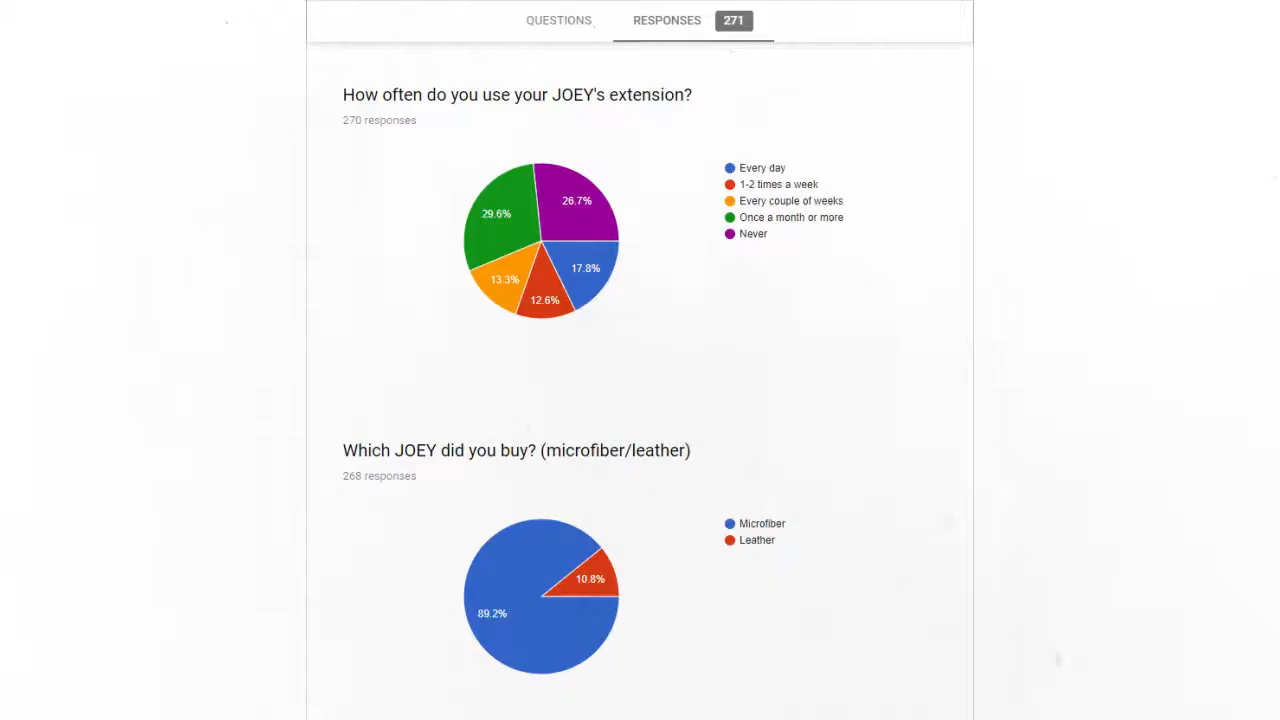 QUESTIONS
RESPONSES 271
How often do you use your JOEY's extension?
270 responses
Every day
1-2 times a week
Every couple of weeks
Once a month or more
Never
26.7%
29.6%
17.8%
13.3%
12.6%
Which JOEY did you buy? (microfiber/leather)
268 responses
Microfiber
Leather
10.8%
89.2%